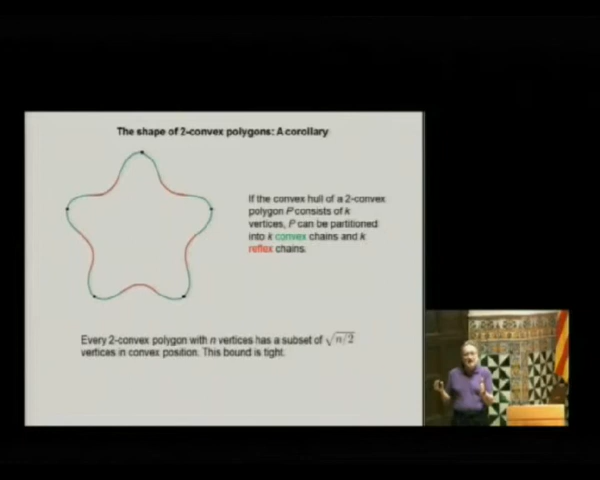 The shape of 2-convex polygons: A corollary
If the convex hull of a 2-convex
polygon P consists of k
vertices, P can be partitioned
into k convex chains and k
reflex chains.
Every 2-convex polygon with n vertices has a subset of √n/2
vertices in convex position. This bound is tight.